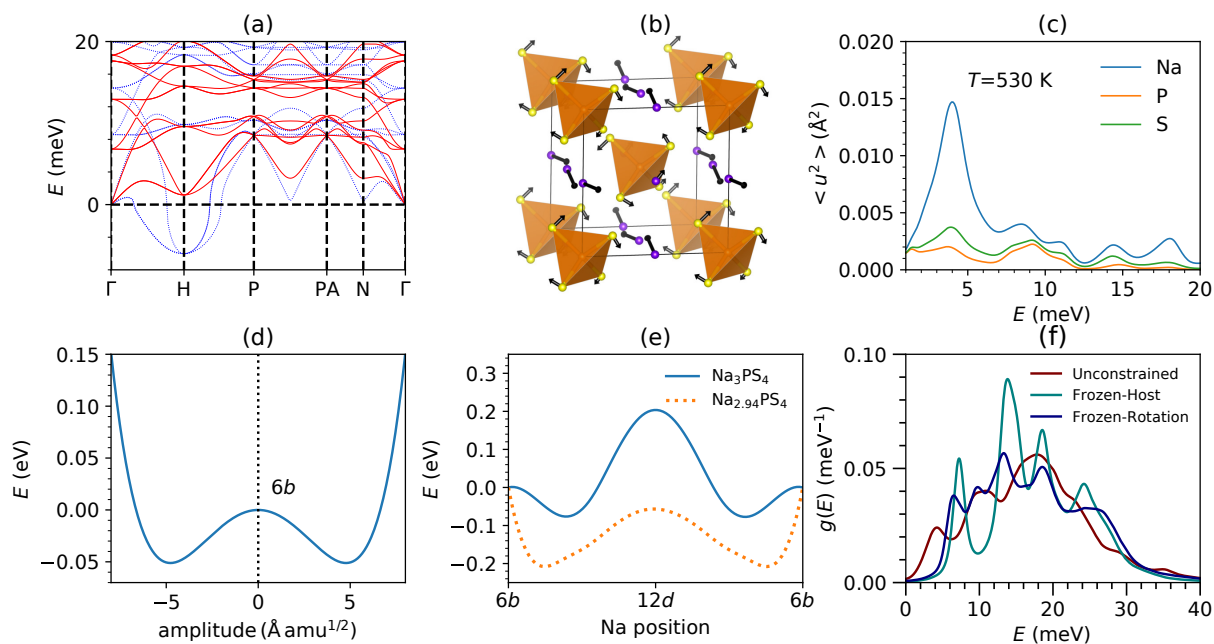 (a)
20
0
E (meV)
Γ H P PA N Γ
(b)
(c)
0.020
0.015
0.010
0.005
0.000
< u² > (Å²)
T=530 K
Na
P
S
5 10 15 20
E (meV)
(d)
0.15
0.10
0.05
0.00
−0.05
E (eV)
6b
−5 0 5
amplitude (Å amu¹/²)
(e)
0.3
0.2
0.1
0.0
−0.1
−0.2
E (eV)
Na₃PS₄
Na₂.₉₄PS₄
6b 12d 6b
Na position
(f)
0.10
0.05
0.00
g(E) (meV⁻¹)
Unconstrained
Frozen-Host
Frozen-Rotation
0 10 20 30 40
E (meV)